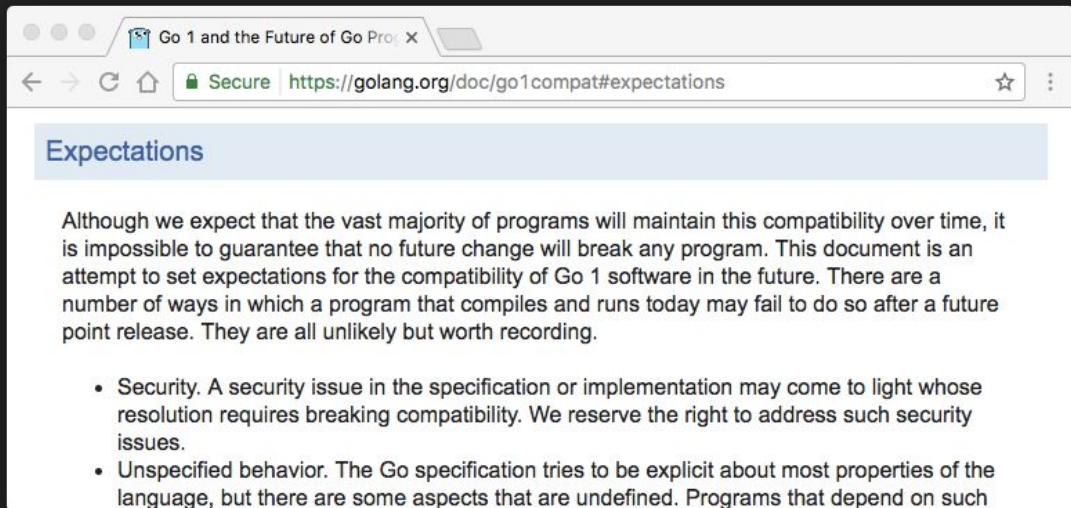 Go 1 and the Future of Go Pro
Secure https://golang.org/doc/go1compat#expectations
Expectations
Although we expect that the vast majority of programs will maintain this compatibility over time, it
is impossible to guarantee that no future change will break any program. This document is an
attempt to set expectations for the compatibility of Go 1 software in the future. There are a
number of ways in which a program that compiles and runs today may fail to do so after a future
point release. They are all unlikely but worth recording.
• Security. A security issue in the specification or implementation may come to light whose
resolution requires breaking compatibility. We reserve the right to address such security
issues.
• Unspecified behavior. The Go specification tries to be explicit about most properties of the
language, but there are some aspects that are undefined. Programs that depend on such